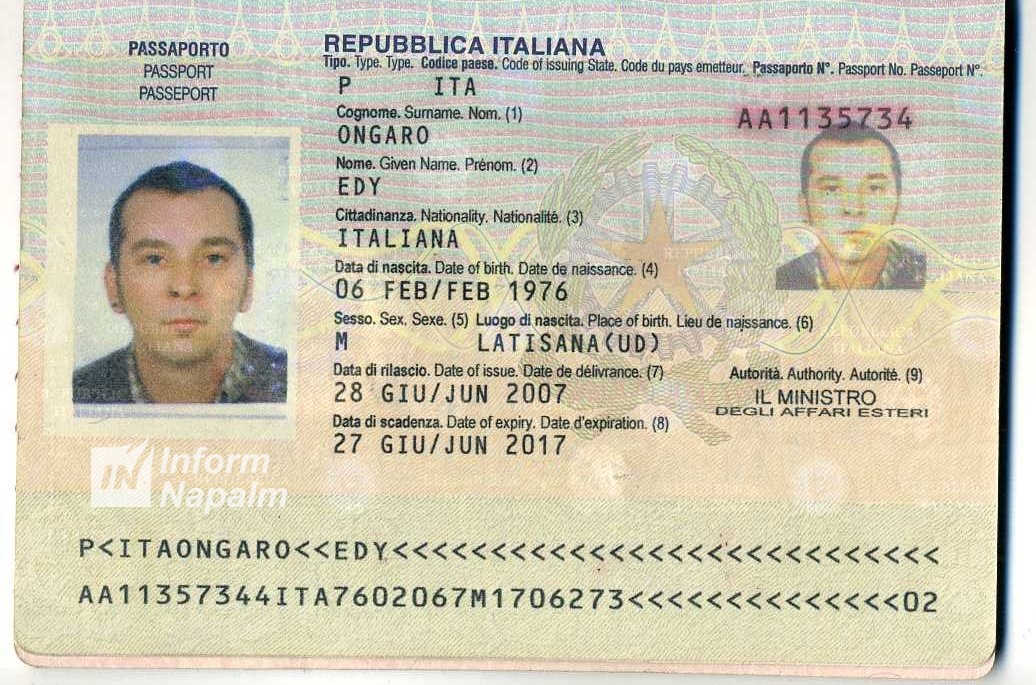 PASSAPORTO
PASSPORT
PASSEPORT
REPUBBLICA ITALIANA
Tipo. Type. Type. Codice paese. Code of issuing State. Code du pays emetteur. Passaporto N°. Passport No. Passeport N°.
P ITA
AA1135734
Cognome. Surname. Nom. (1)
ONGARO
Nome. Given Name. Prénom. (2)
EDY
Cittadinanza. Nationality. Nationalité. (3)
ITALIANA
Data di nascita. Date of birth. Date de naissance. (4)
06 FEB/FEB 1976
Sesso. Sex. Sexe. (5) Luogo di nascita. Place of birth. Lieu de naissance. (6)
M LATISANA(UD)
Data di rilascio. Date of issue. Date de délivrance. (7)
28 GIU/JUN 2007
Data di scadenza. Date of expiry. Date d'expiration. (8)
27 GIU/JUN 2017
Autorità. Authority. Autorité. (9)
IL MINISTRO
DEGLI AFFARI ESTERI
IN Inform
Napalm
P<ITAONGARO<<EDY<<<<<<<<<<<<<<<<<<<<<<<<<<<<
AA11357344ITA7602067M1706273<<<<<<<<<<<<<<02